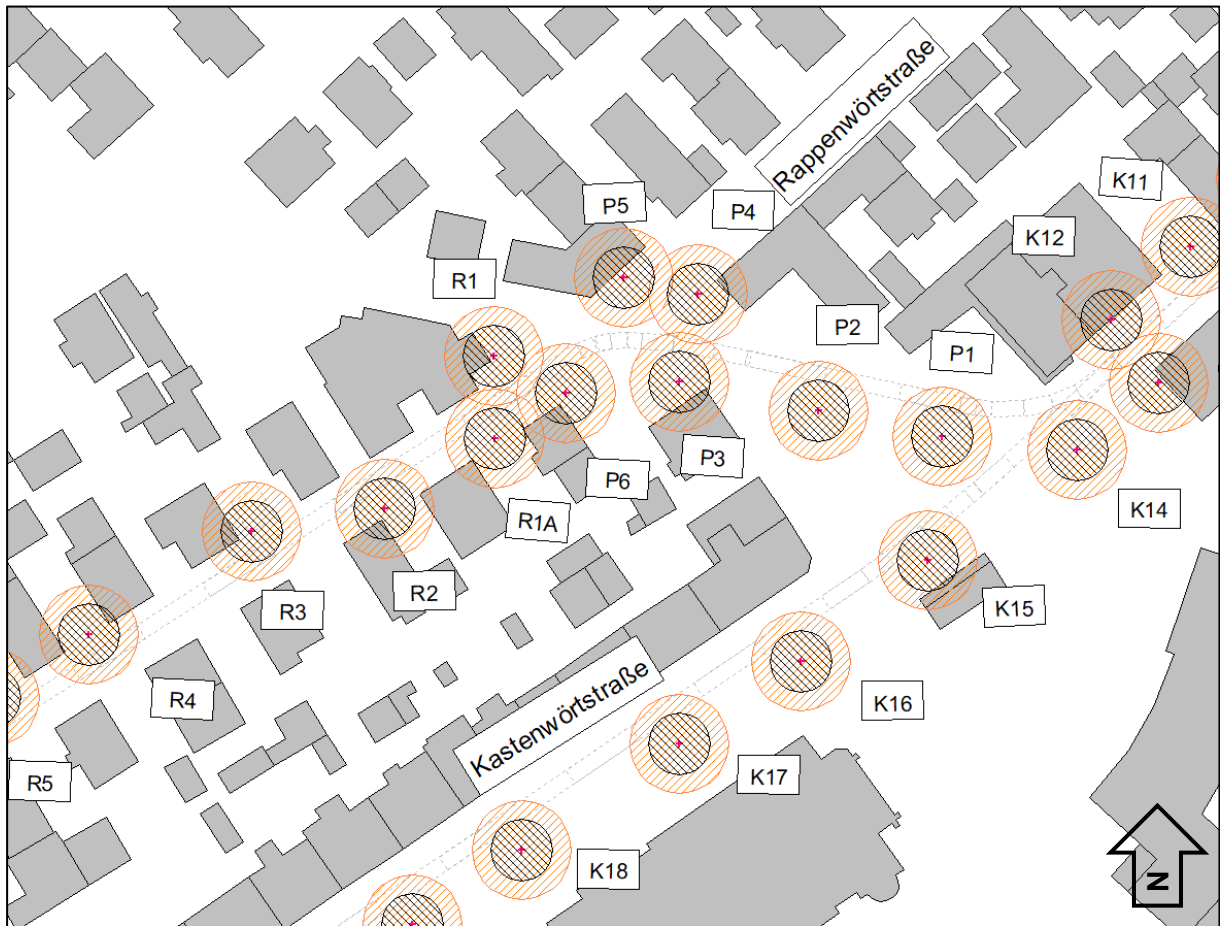 Rappenwörtstraße
K11
P5
P4
K12
R1
P2
P1
P3
P6
K14
R1A
R2
K15
R3
R4
K16
Kastenwörtstraße
K17
R5
K18
N